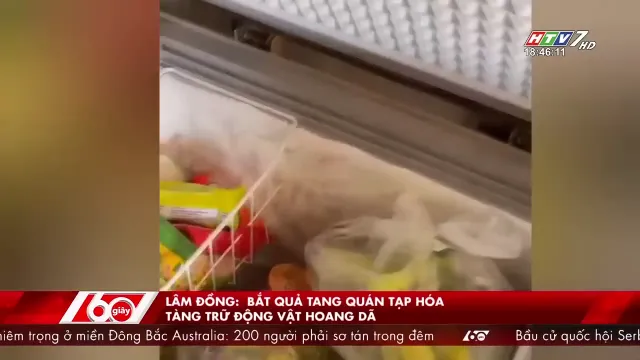 HTV7 HD
18:46:11
60 giây
LÂM ĐỒNG: BẮT QUẢ TANG QUÁN TẠP HÓA
TÀNG TRỮ ĐỘNG VẬT HOANG DÃ
hiêm trọng ở miền Đông Bắc Australia: 200 người phải sơ tán trong đêm 60 Bầu cử quốc hội Serb